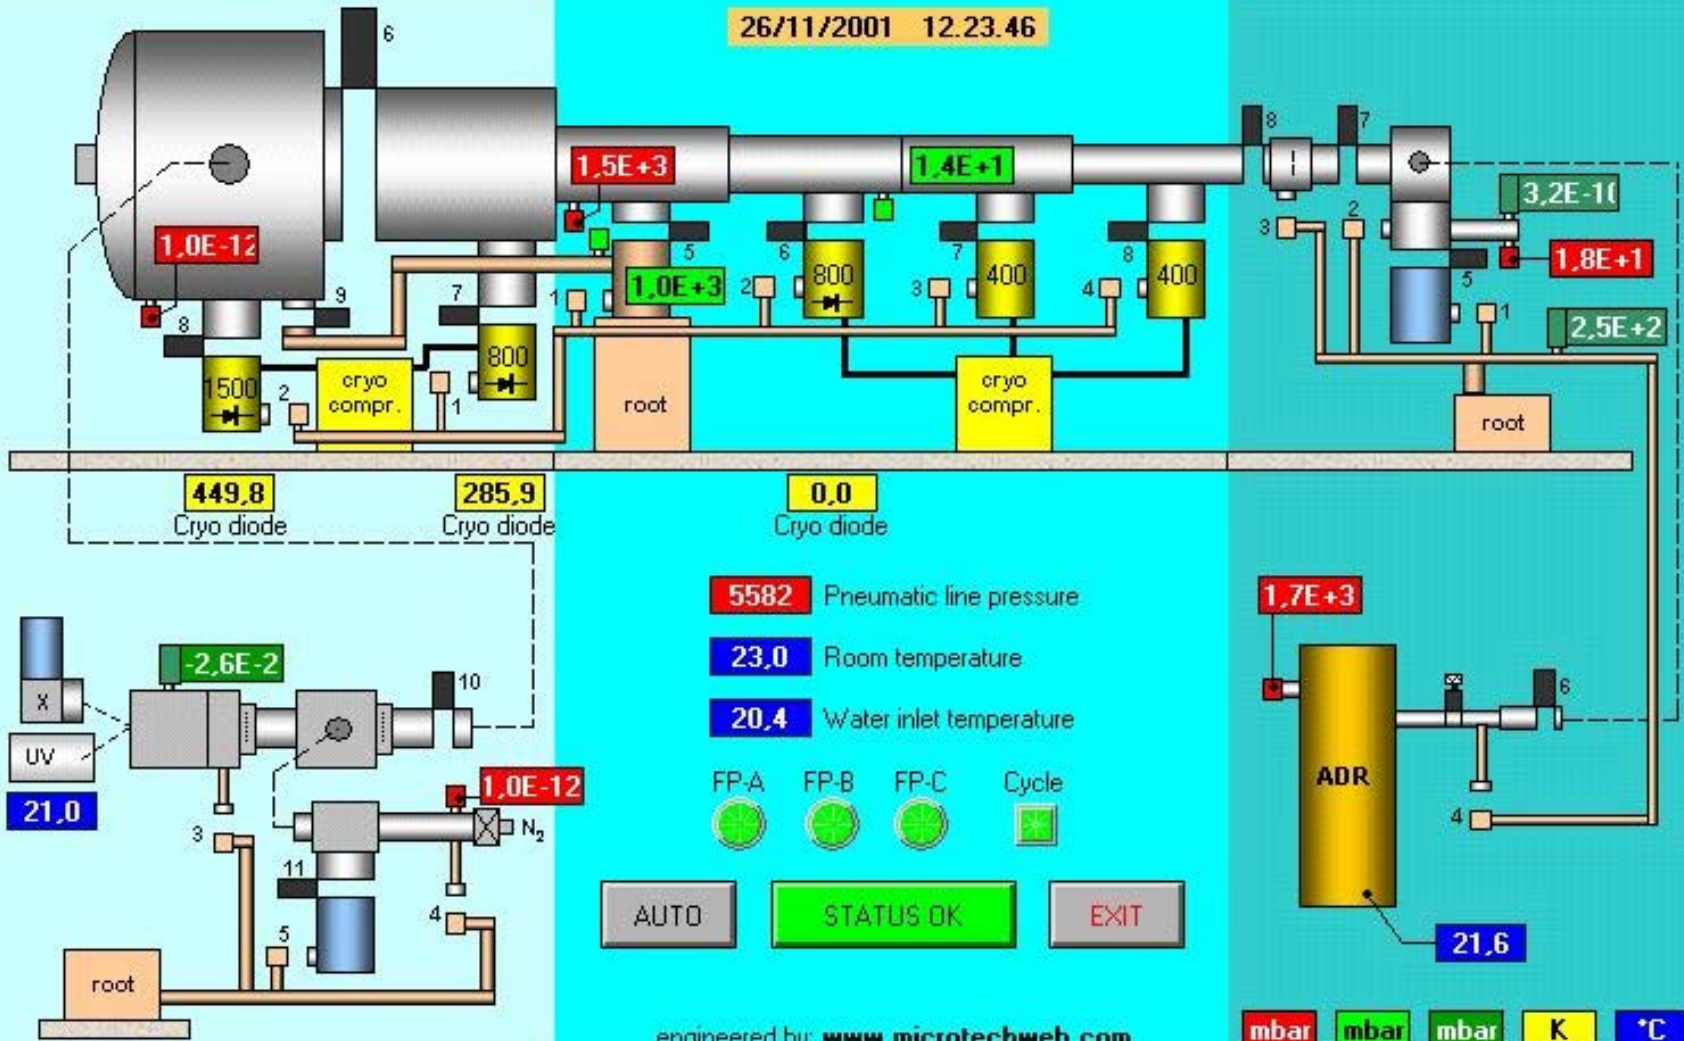 26/11/2001 12.23.46
6
8
7
1,5E+3
1,4E+1
3,2E-1(
3
2
1,0E-12
5
6
7
8
1,8E+1
5
9
7
1
1,0E+3
2
800
3
400
4
400
1
2,5E+2
8
1500
2
cryo
compr.
800
1
root
cryo
compr.
root
449,8
Cryo diode
285,9
Cryo diode
0,0
Cryo diode
5582 Pneumatic line pressure
1,7E+3
-2,6E-2
23,0 Room temperature
10
6
X
20,4 Water inlet temperature
UV
21,0
1,0E-12
FP-A FP-B FP-C Cycle
ADR
3
N2
4
11
4
AUTO STATUS OK EXIT
5
21,6
root
engineered by: www.microtechweb.com
mbar mbar mbar K °C